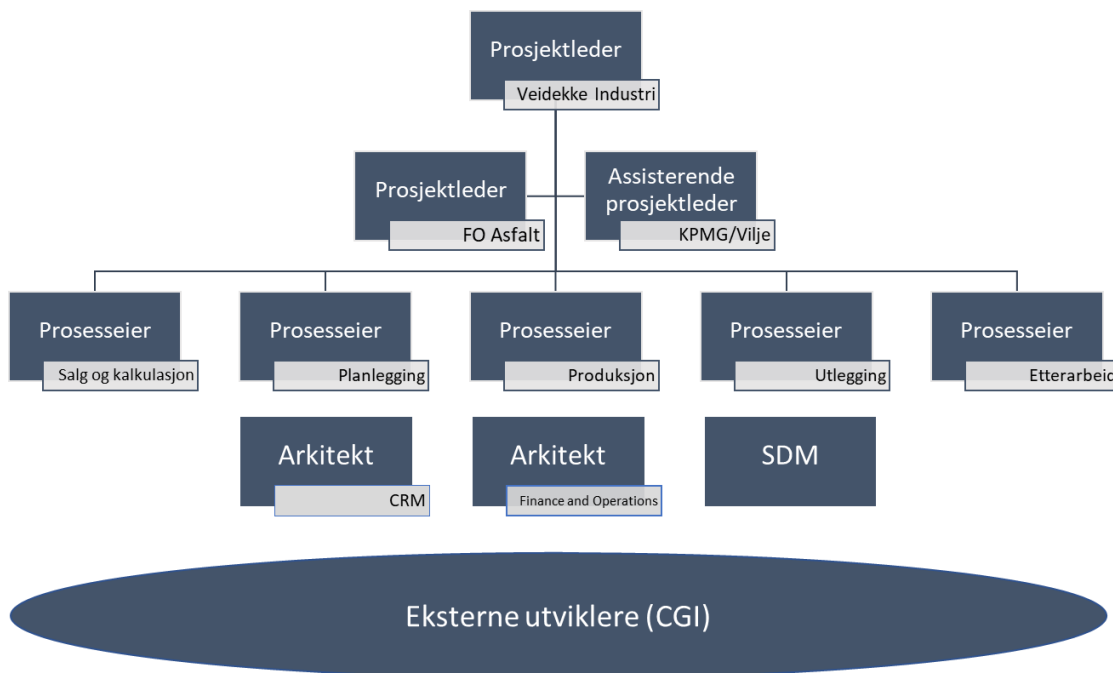 Prosjektleder
Veidekke Industri
Prosjektleder
FO Asfalt
Assisterende
prosjektleder
KPMG/Vilje
Prosesseier
Salg og kalkulasjon
Prosesseier
Planlegging
Prosesseier
Produksjon
Prosesseier
Utlegging
Prosesseier
Etterarbeid
Arkitekt
CRM
Arkitekt
Finance and Operations
SDM
Eksterne utviklere (CGI)